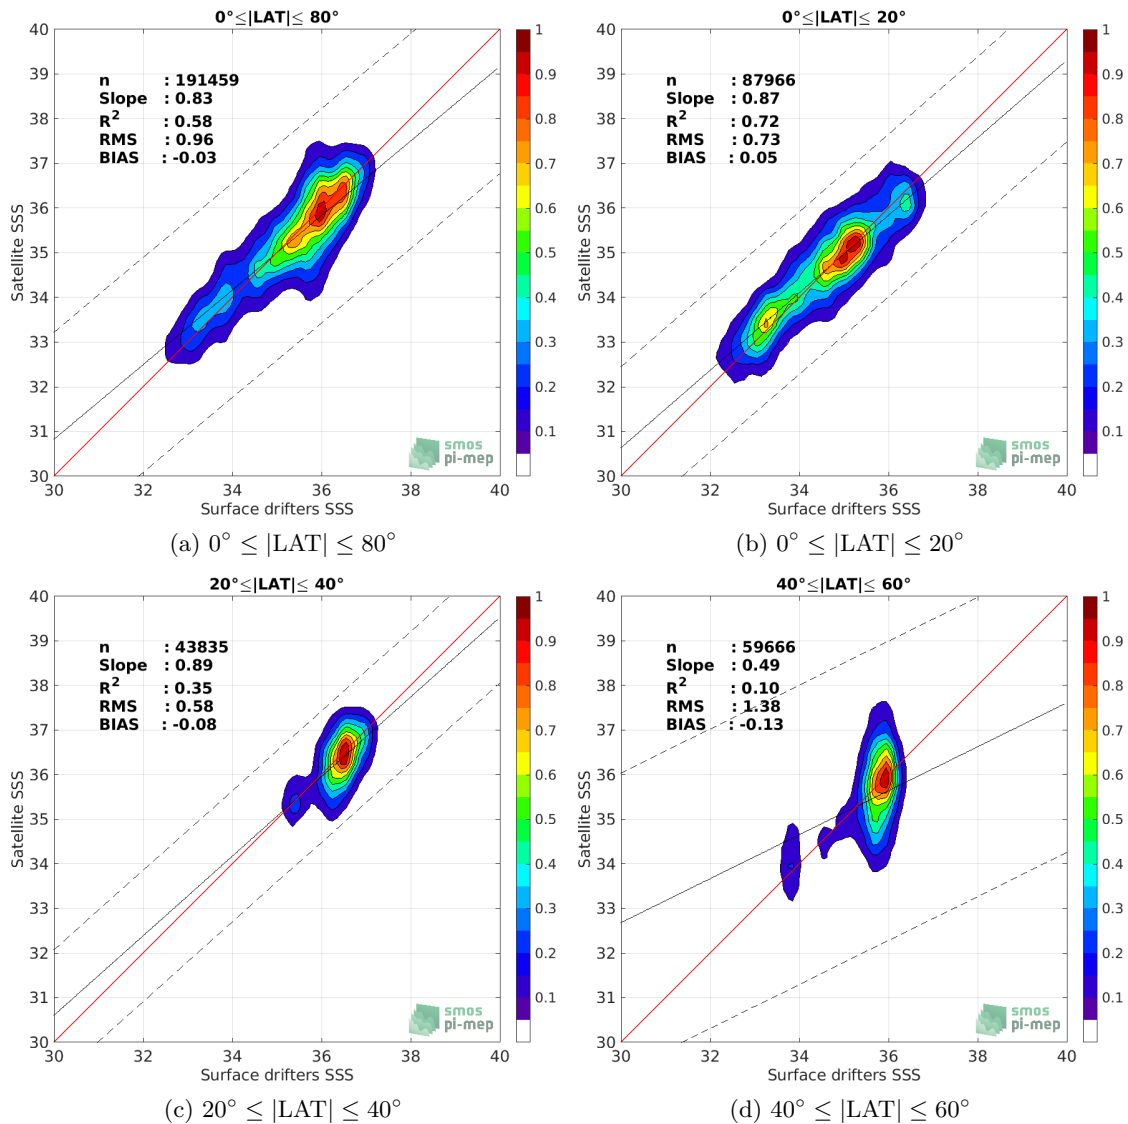 0°≤|LAT|≤ 80°
40
39
38
37
36
35
34
33
32
31
30
Satellite SSS
n : 191459
Slope : 0.83
R² : 0.58
RMS : 0.96
BIAS : -0.03
smos
pi-mep
30 32 34 36 38 40
Surface drifters SSS
1
0.9
0.8
0.7
0.6
0.5
0.4
0.3
0.2
0.1
(a) 0° ≤ |LAT| ≤ 80°
0°≤|LAT|≤ 20°
40
39
38
37
36
35
34
33
32
31
30
Satellite SSS
n : 87966
Slope : 0.87
R² : 0.72
RMS : 0.73
BIAS : 0.05
smos
pi-mep
30 32 34 36 38 40
Surface drifters SSS
1
0.9
0.8
0.7
0.6
0.5
0.4
0.3
0.2
0.1
(b) 0° ≤ |LAT| ≤ 20°
20°≤|LAT|≤ 40°
40
39
38
37
36
35
34
33
32
31
30
Satellite SSS
n : 43835
Slope : 0.89
R² : 0.35
RMS : 0.58
BIAS : -0.08
smos
pi-mep
30 32 34 36 38 40
Surface drifters SSS
1
0.9
0.8
0.7
0.6
0.5
0.4
0.3
0.2
0.1
(c) 20° ≤ |LAT| ≤ 40°
40°≤|LAT|≤ 60°
40
39
38
37
36
35
34
33
32
31
30
Satellite SSS
n : 59666
Slope : 0.49
R² : 0.10
RMS : 1.38
BIAS : -0.13
smos
pi-mep
30 32 34 36 38 40
Surface drifters SSS
1
0.9
0.8
0.7
0.6
0.5
0.4
0.3
0.2
0.1
(d) 40° ≤ |LAT| ≤ 60°